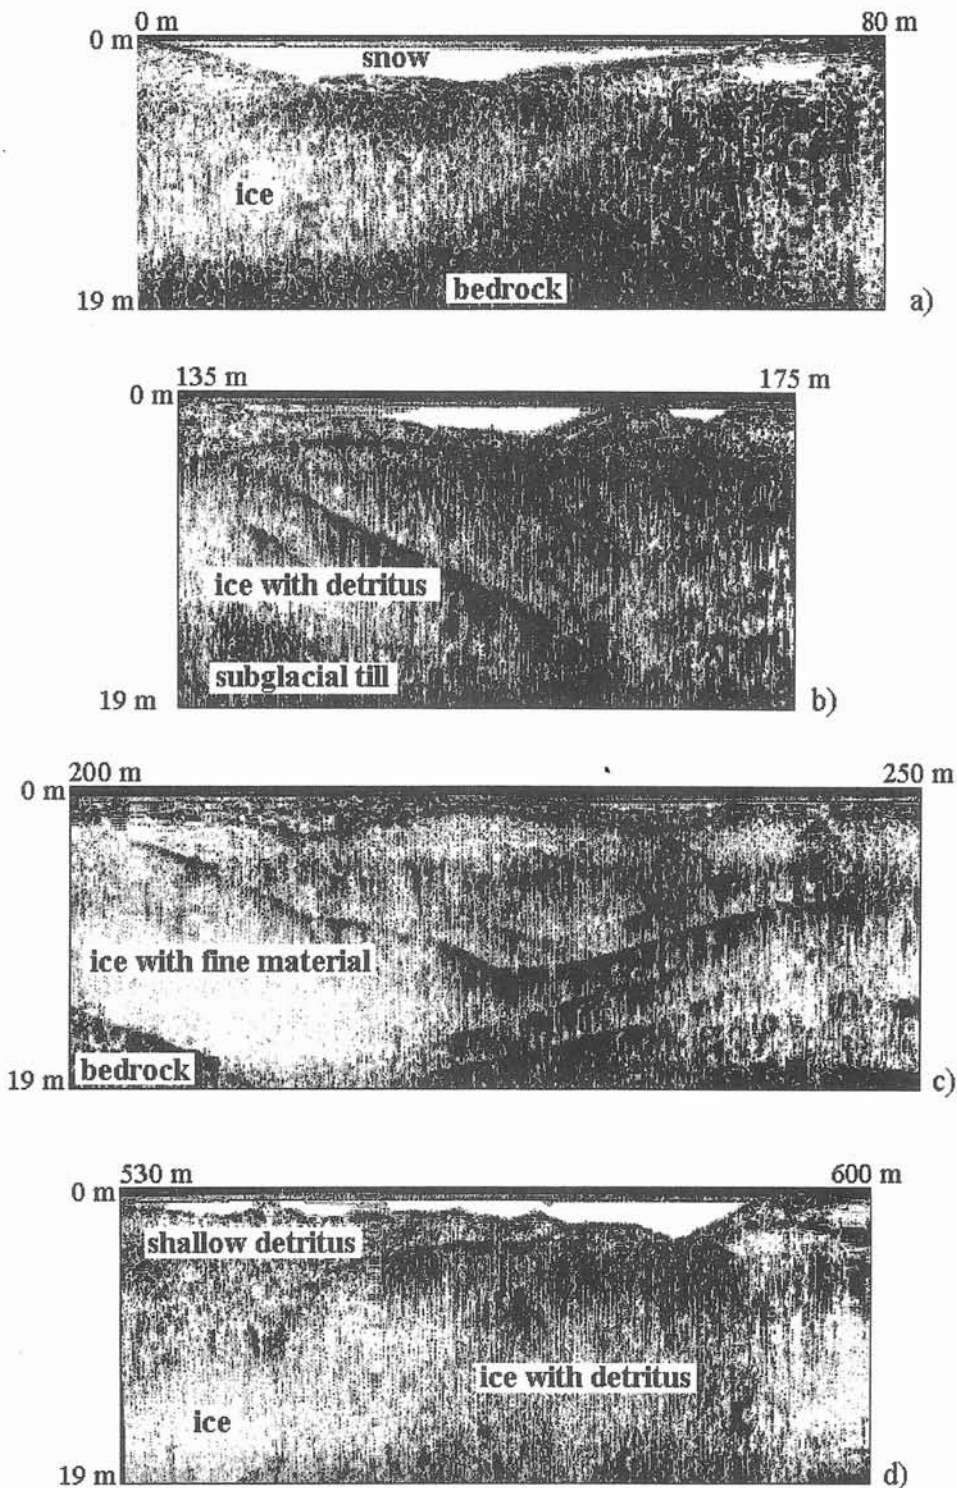 0 m 80 m
0 m
snow
ice
bedrock
19 m
a)
135 m 175 m
0 m
ice with detritus
subglacial till
19 m
b)
200 m 250 m
0 m
ice with fine material
bedrock
19 m
c)
530 m 600 m
0 m
shallow detritus
ice with detritus
ice
19 m
d)